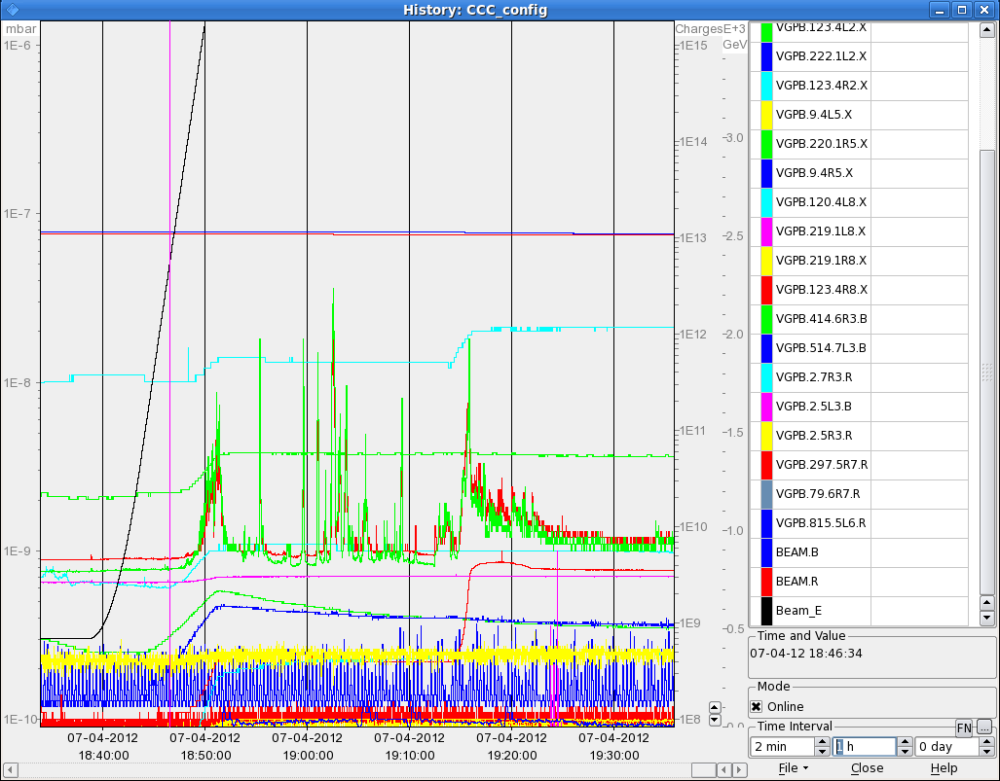 History: CCC_config
mbar
ChargesE+3
GeV
1E-6
1E-7
1E-8
1E-9
1E-10
1E15
1E14
1E13
1E12
1E11
1E10
1E9
1E8
-3.0
-2.5
-2.0
-1.5
-1.0
-0.5
-0.0
07-04-2012 07-04-2012 07-04-2012 07-04-2012 07-04-2012 07-04-2012
18:40:00 18:50:00 19:00:00 19:10:00 19:20:00 19:30:00
VGPB.123.4L2.X
VGPB.222.1L2.X
VGPB.123.4R2.X
VGPB.9.4L5.X
VGPB.220.1R5.X
VGPB.9.4R5.X
VGPB.120.4L8.X
VGPB.219.1L8.X
VGPB.219.1R8.X
VGPB.123.4R8.X
VGPB.414.6R3.B
VGPB.514.7L3.B
VGPB.2.7R3.R
VGPB.2.5L3.B
VGPB.2.5R3.R
VGPB.297.5R7.R
VGPB.79.6R7.R
VGPB.815.5L6.R
BEAM.B
BEAM.R
Beam_E
Time and Value
07-04-12 18:46:34
Mode
Online
Time Interval
FN ...
2 min 1 h 0 day
File Close Help